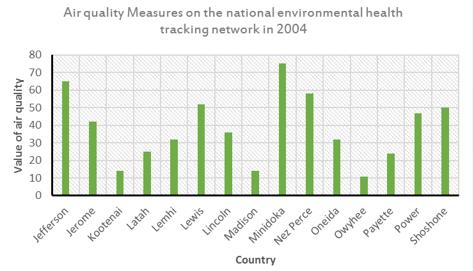 Air quality Measures on the national environmental health
tracking network in 2004
Value of air quality
80
70
60
50
40
30
20
10
0
Jefferson
Jerome
Kootenai
Latah
Lemhi
Lewis
Lincoln
Madison
Minidoka
Nez Perce
Oneida
Owyhee
Payette
Power
Shoshone
Country